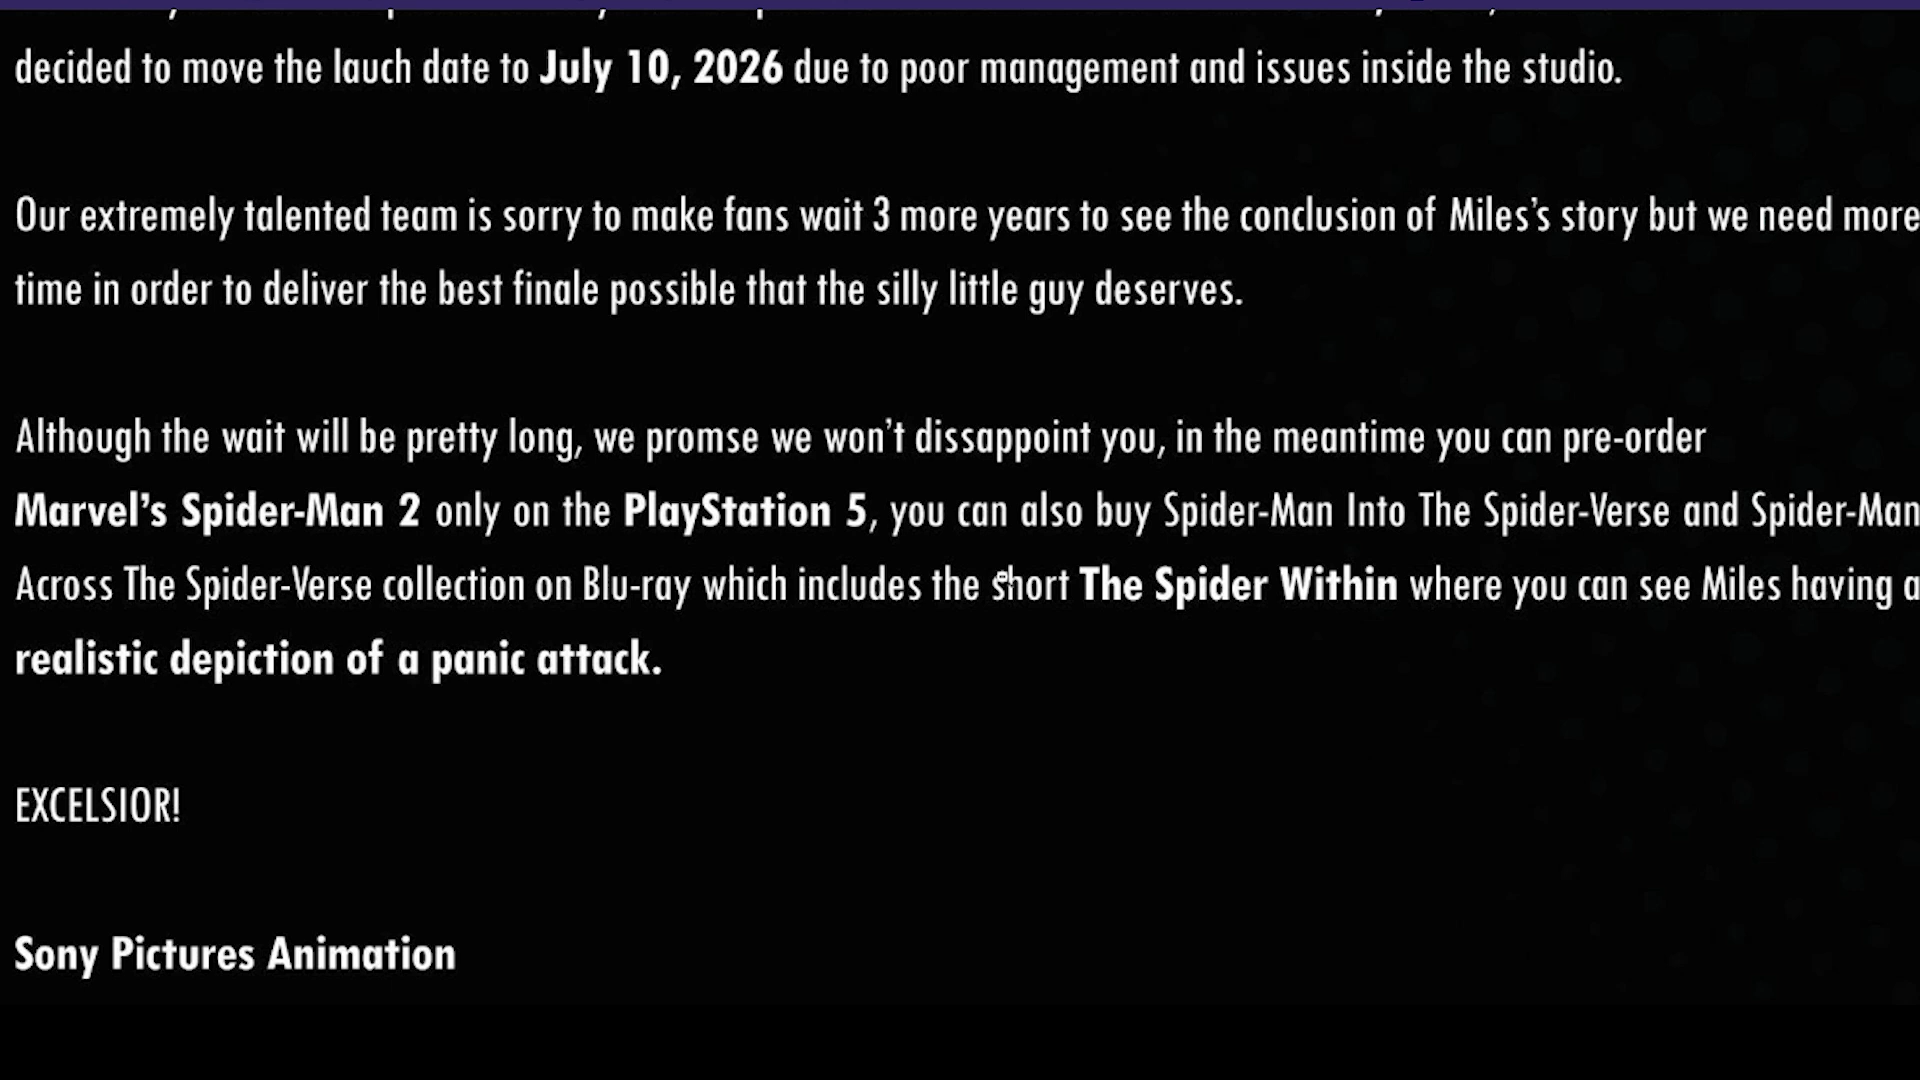 decided to move the lauch date to July 10, 2026 due to poor management and issues inside the studio.
Our extremely talented team is sorry to make fans wait 3 more years to see the conclusion of Miles’s story but we need more
time in order to deliver the best finale possible that the silly little guy deserves.
Although the wait will be pretty long, we promse we won’t dissappoint you, in the meantime you can pre-order
Marvel’s Spider-Man 2 only on the PlayStation 5, you can also buy Spider-Man Into The Spider-Verse and Spider-Man
Across The Spider-Verse collection on Blu-ray which includes the short The Spider Within where you can see Miles having a
realistic depiction of a panic attack.
EXCELSIOR!
Sony Pictures Animation